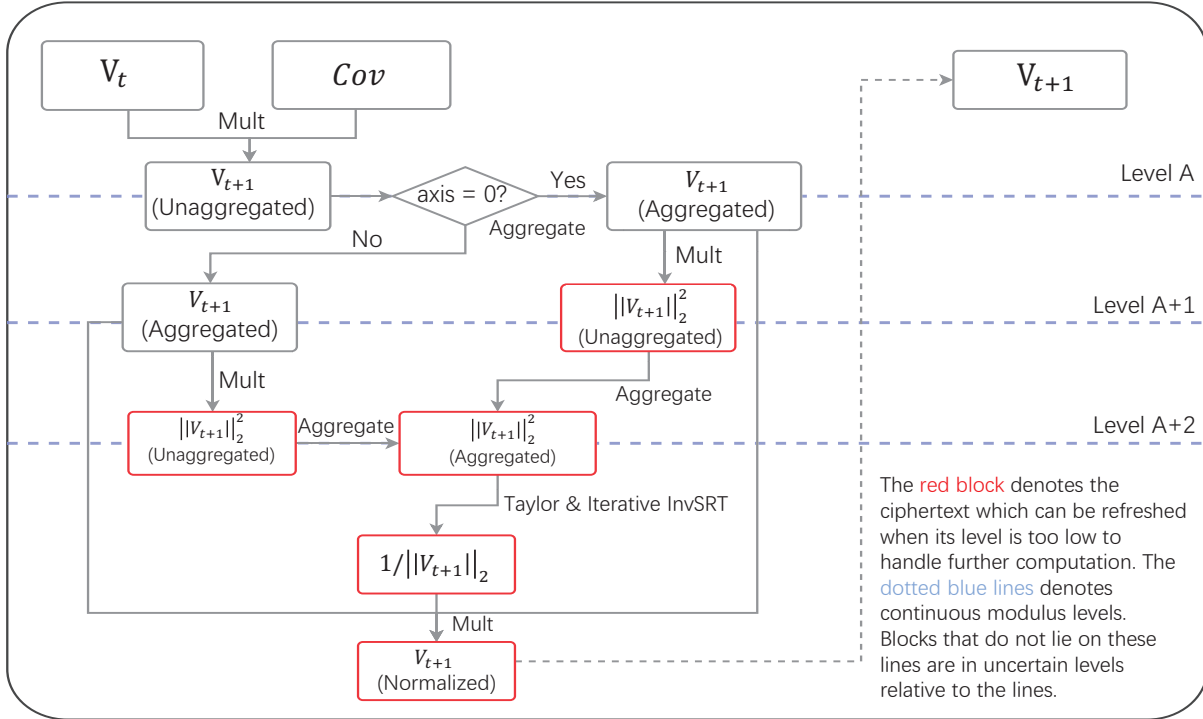 V_t
Cov
V_{t+1}
Mult
V_{t+1}
(Unaggregated)
axis = 0?
Yes
Aggregate
V_{t+1}
(Aggregated)
Level A
No
Mult
V_{t+1}
(Aggregated)
||V_{t+1}||_2^2
(Unaggregated)
Level A+1
Mult
Aggregate
||V_{t+1}||_2^2
(Unaggregated)
Aggregate
||V_{t+1}||_2^2
(Aggregated)
Level A+2
Taylor & Iterative InvSRT
1/||V_{t+1}||_2
Mult
V_{t+1}
(Normalized)
The red block denotes the
ciphertext which can be refreshed
when its level is too low to
handle further computation. The
dotted blue lines denotes
continuous modulus levels.
Blocks that do not lie on these
lines are in uncertain levels
relative to the lines.